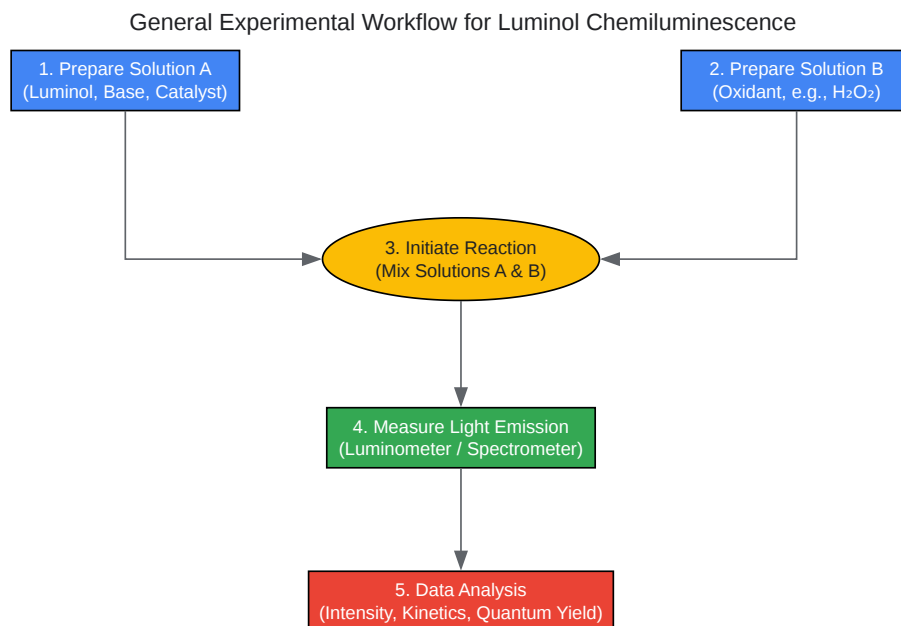 General Experimental Workflow for Luminol Chemiluminescence
1. Prepare Solution A
(Luminol, Base, Catalyst)
2. Prepare Solution B
(Oxidant, e.g., H₂O₂)
3. Initiate Reaction
(Mix Solutions A & B)
4. Measure Light Emission
(Luminometer / Spectrometer)
5. Data Analysis
(Intensity, Kinetics, Quantum Yield)